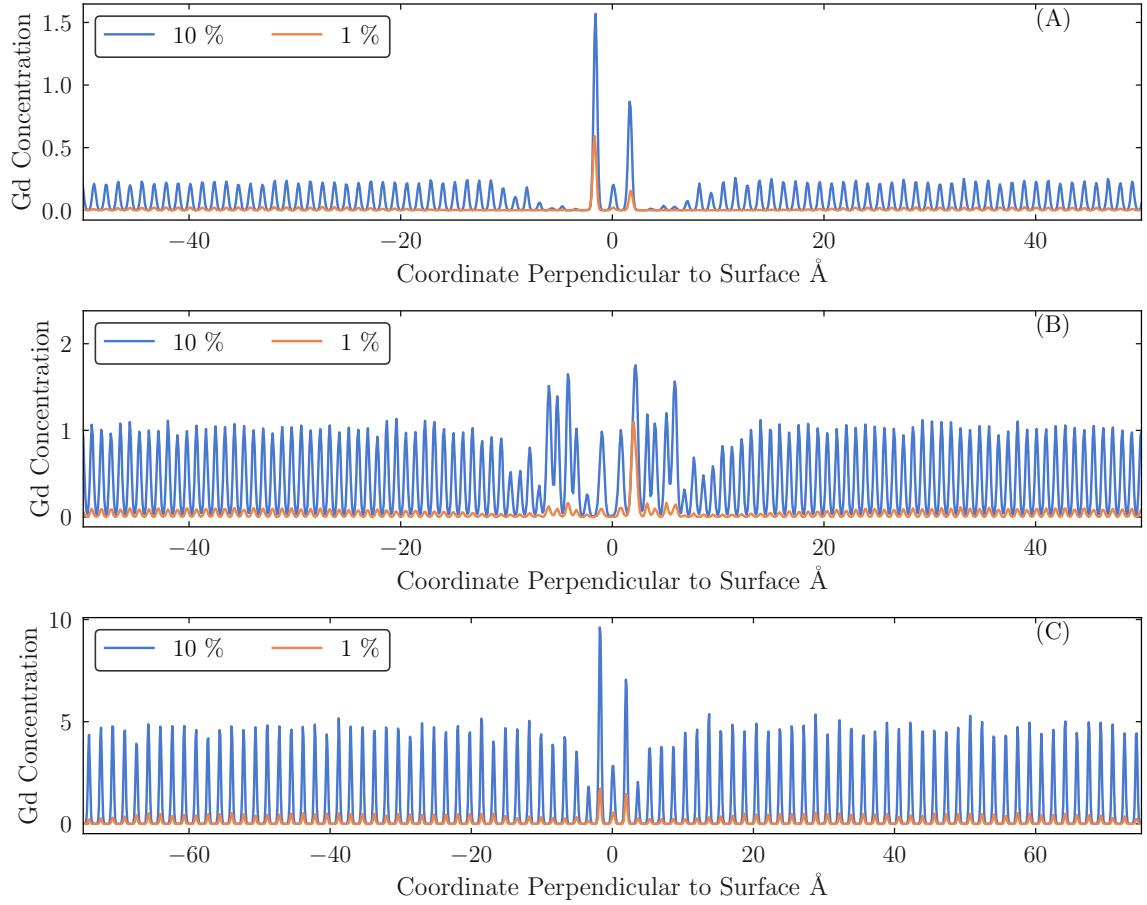 (A)
10 % 1 %
Gd Concentration
0.0 0.5 1.0 1.5
−40 −20 0 20 40
Coordinate Perpendicular to Surface Å
(B)
10 % 1 %
Gd Concentration
0 1 2
−40 −20 0 20 40
Coordinate Perpendicular to Surface Å
(C)
10 % 1 %
Gd Concentration
0 5 10
−60 −40 −20 0 20 40 60
Coordinate Perpendicular to Surface Å